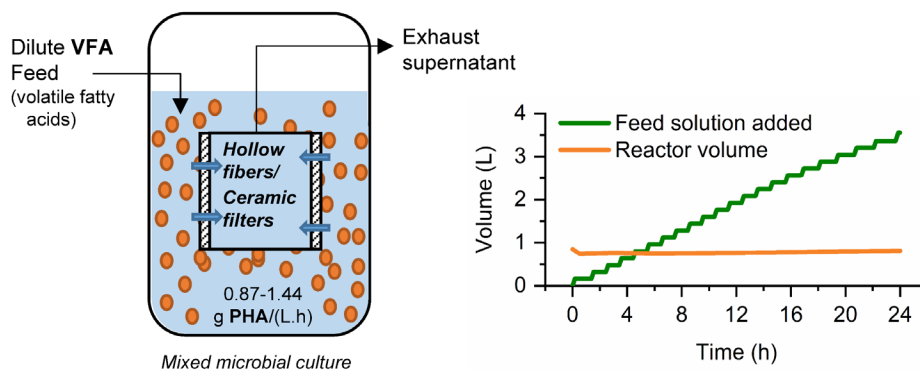 Dilute VFA
Feed
(volatile fatty
acids)
Exhaust
supernatant
Hollow
fibers/
Ceramic
filters
0.87-1.44
g PHA/(L.h)
Mixed microbial culture
Volume (L)
4
3
2
1
0
Feed solution added
Reactor volume
0 4 8 12 16 20 24
Time (h)